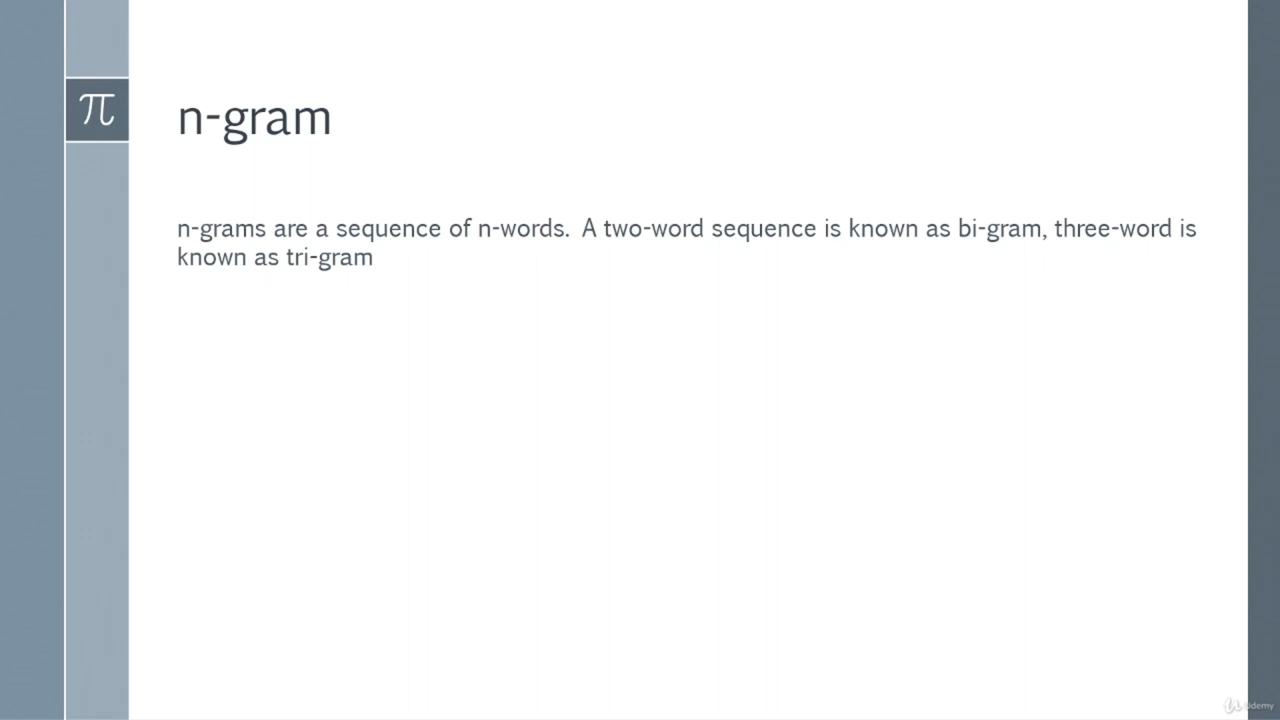 π
n-gram
n-grams are a sequence of n-words. A two-word sequence is known as bi-gram, three-word is
known as tri-gram
Udemy